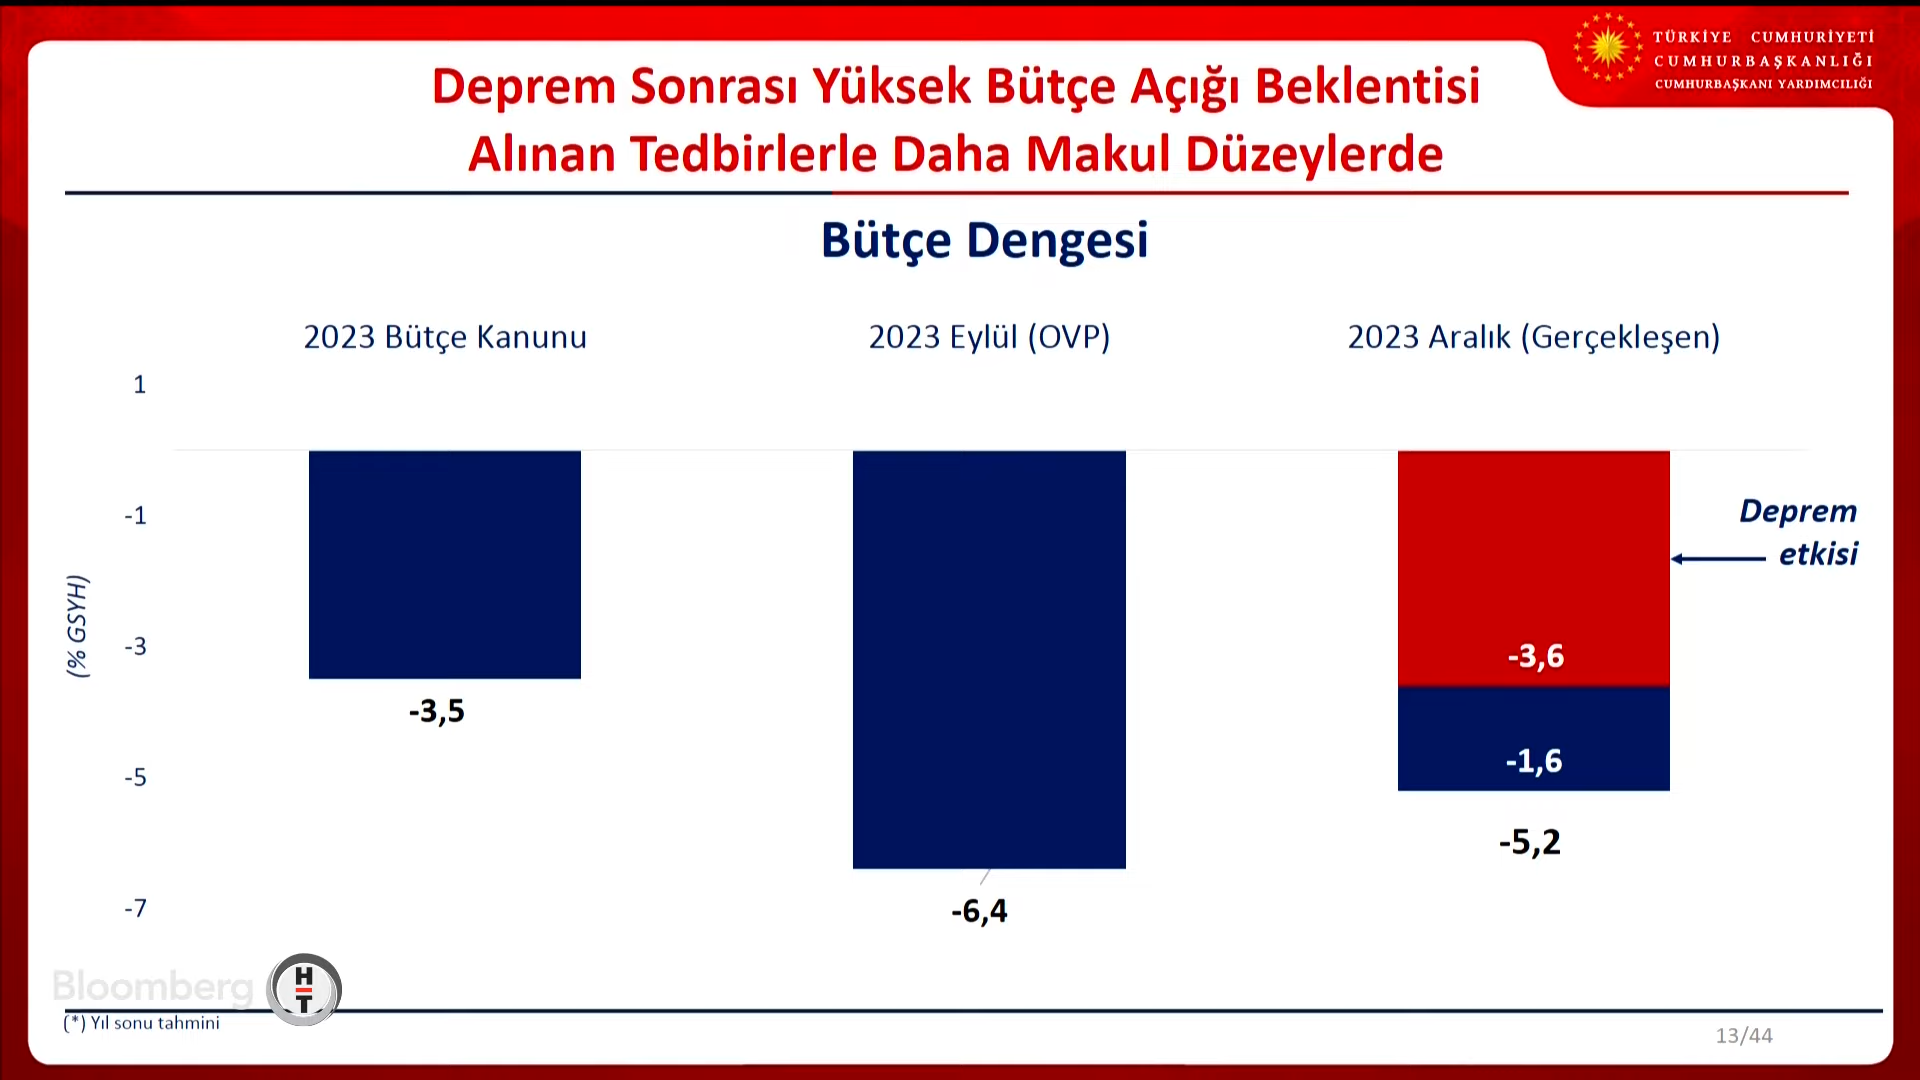 TÜRKİYE CUMHURİYETİ
CUMHURBAŞKANLIĞI
CUMHURBAŞKANI YARDIMCILIĞI
Deprem Sonrası Yüksek Bütçe Açığı Beklentisi
Alınan Tedbirlerle Daha Makul Düzeylerde
Bütçe Dengesi
2023 Bütçe Kanunu
2023 Eylül (OVP)
2023 Aralık (Gerçekleşen)
1
-1
-3
-5
-7
(% GSYH)
-3,5
-6,4
-3,6
-1,6
-5,2
Deprem
etkisi
Bloomberg HT
(*) Yıl sonu tahmini
13/44